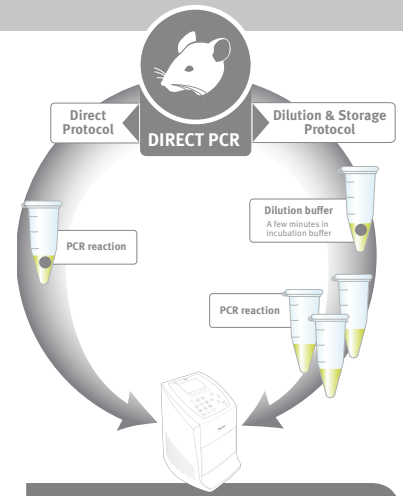 Direct
Protocol
DIRECT PCR
Dilution & Storage
Protocol
Dilution buffer
A few minutes in
incubation buffer
PCR reaction
PCR reaction